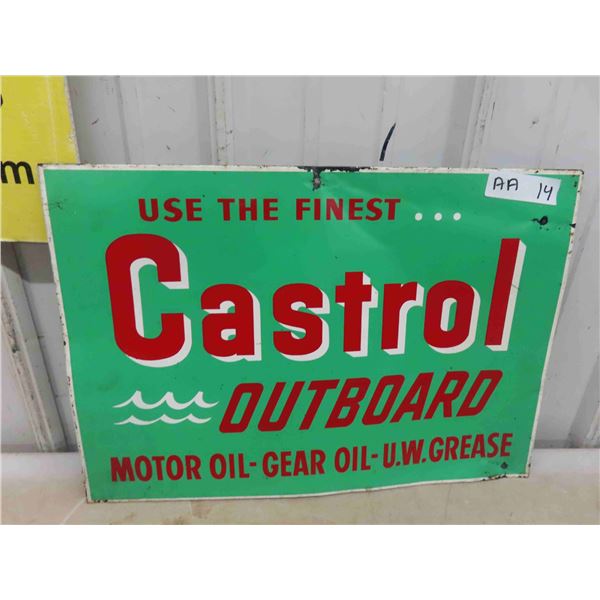 m
AA 14
USE THE FINEST...
Castrol
OUTBOARD
MOTOR OIL-GEAR OIL-U.W. GREASE